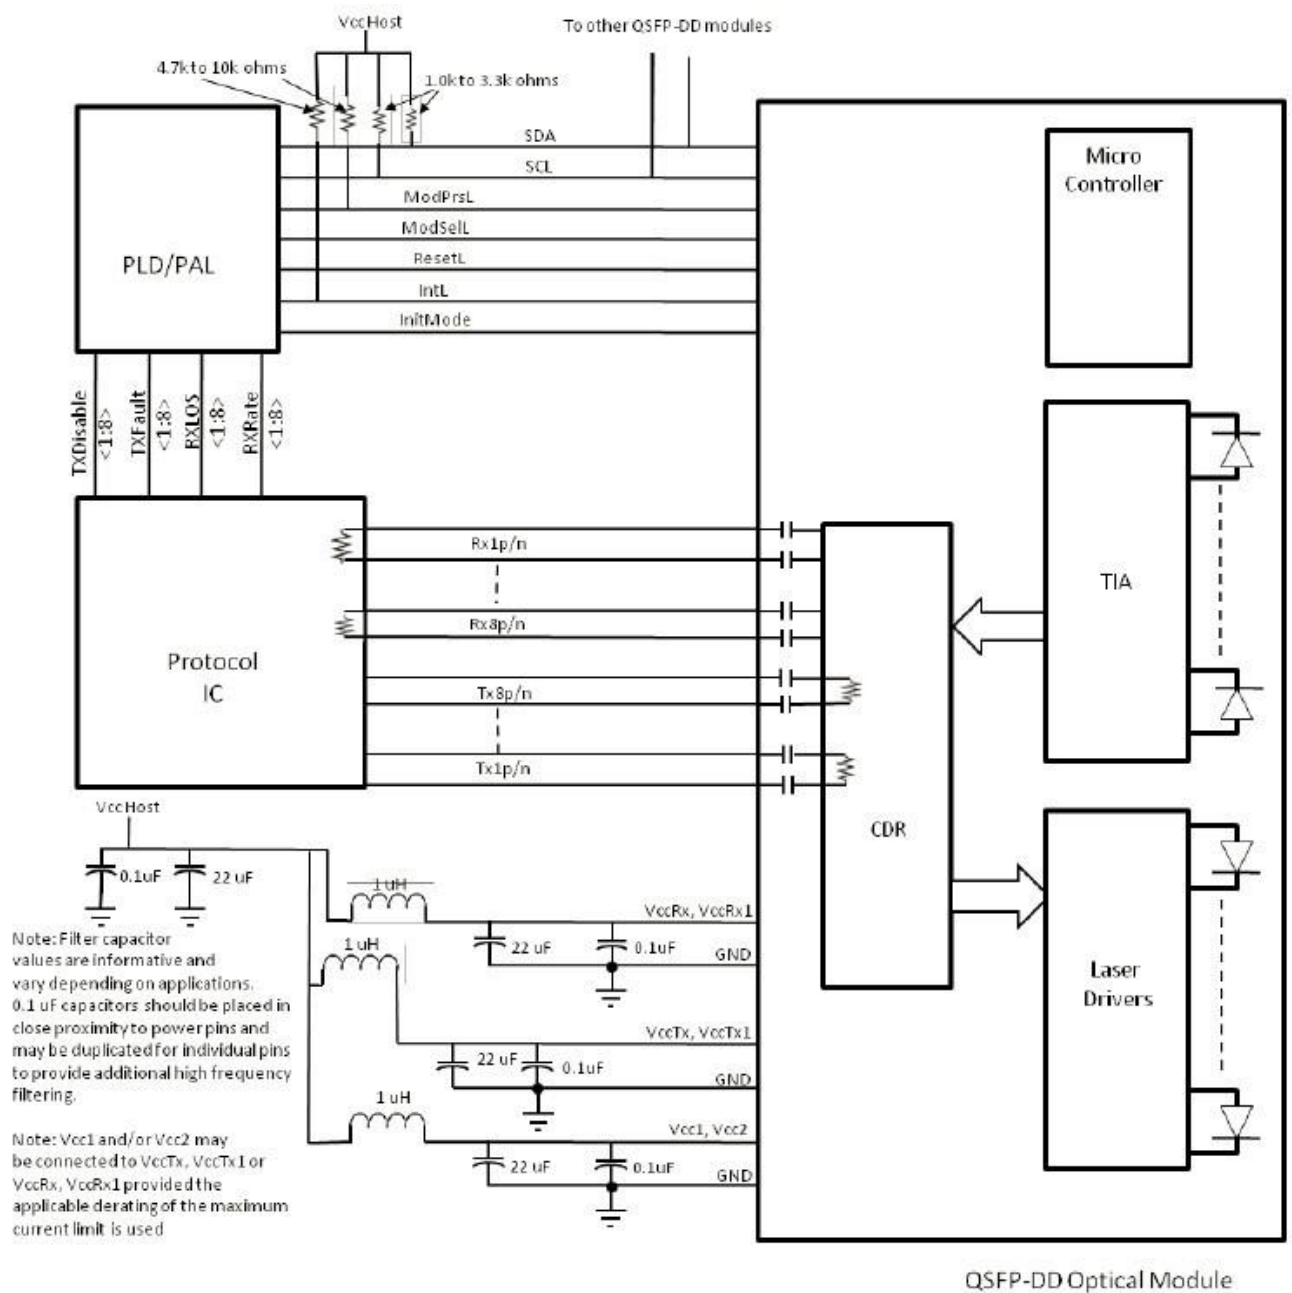 VccHost
To other QSFP-DD modules
4.7k to 10k ohms
1.0k to 3.3k ohms
SDA
SCL
ModPrsL
ModSelL
ResetL
IntL
InitMode
PLD/PAL
Micro
Controller
TXDisable
<1:8>
TXFault
<1:8>
RXLOS
<1:8>
RXRate
<1:8>
Rx1p/n
Rx8p/n
Tx8p/n
Tx1p/n
Protocol
IC
TIA
CDR
Laser
Drivers
VccHost
0.1uF
22 uF
1 uH
VccRx, VccRx1
22 uF
0.1uF
GND
1 uH
VccTx, VccTx1
22 uF
0.1uF
GND
1 uH
Vcc1, Vcc2
22 uF
0.1uF
GND
Note: Filter capacitor
values are informative and
vary depending on applications.
0.1 uF capacitors should be placed in
close proximity to power pins and
may be duplicated for individual pins
to provide additional high frequency
filtering.
Note: Vcc1 and/or Vcc2 may
be connected to VccTx, VccTx1 or
VccRx, VccRx1 provided the
applicable derating of the maximum
current limit is used
QSFP-DD Optical Module